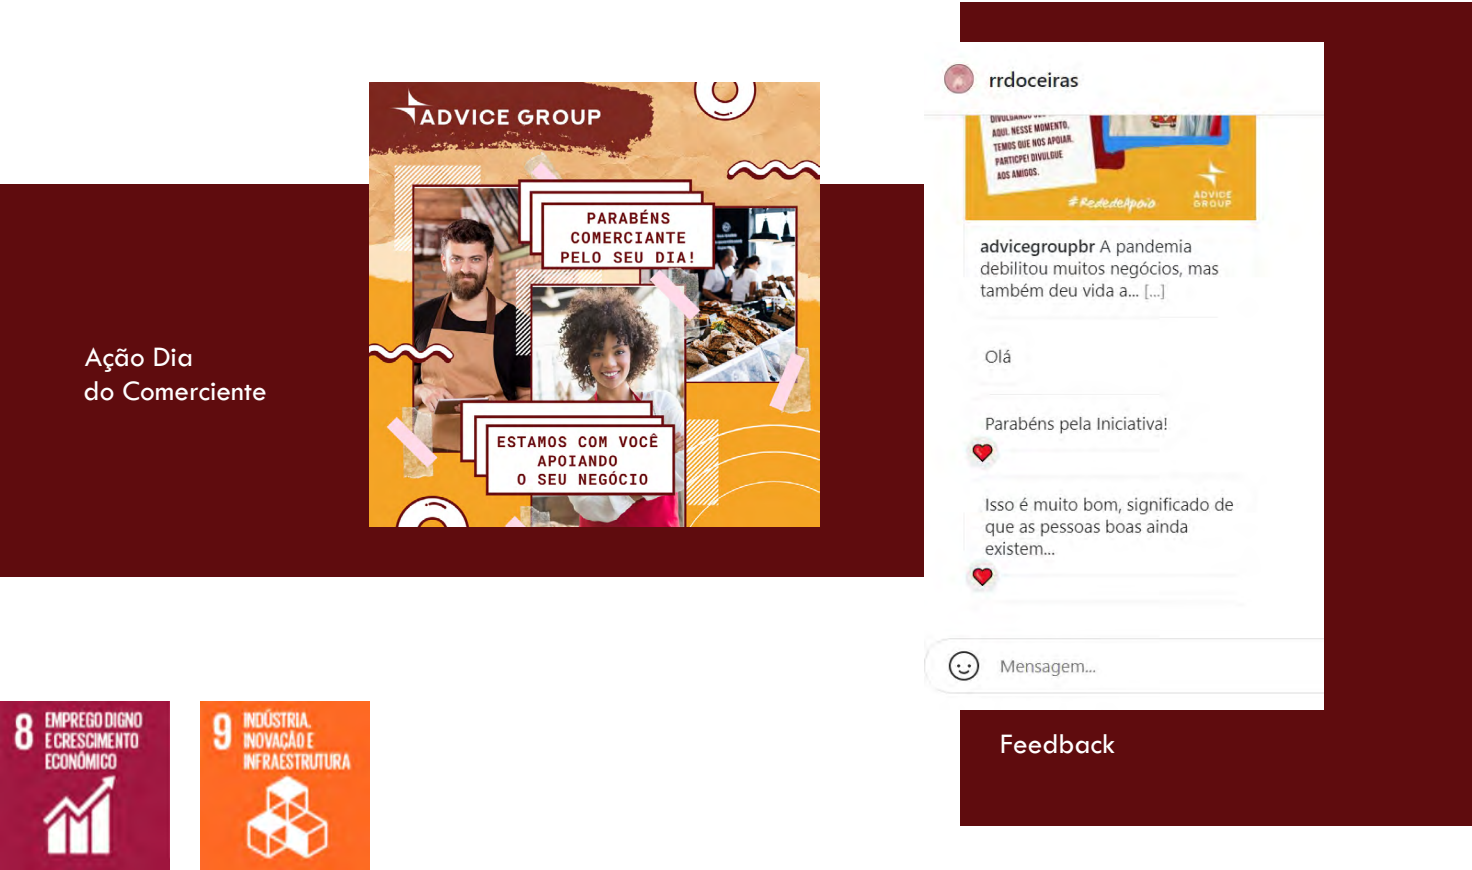 Ação Dia
do Comerciente
ADVICE GROUP
PARABÉNS
COMERCIANTE
PELO SEU DIA!
ESTAMOS COM VOCÊ
APOIANDO
O SEU NEGÓCIO
rrdoceiras
AQUI. NESSE MOMENTO,
TEMOS QUE NOS APOIAR.
PARTICPE! DIVULGUE
AOS AMIGOS.
#RededeApoio
ADVICE
GROUP
advicegroupbr A pandemia
debilitou muitos negócios, mas
também deu vida a... [...]
Olá
Parabéns pela Iniciativa!
Isso é muito bom, significado de
que as pessoas boas ainda
existem...
Mensagem...
Feedback
8 EMPREGO DIGNO
E CRESCIMENTO
ECONÔMICO
9 INDÚSTRIA,
INOVAÇÃO E
INFRAESTRUTURA